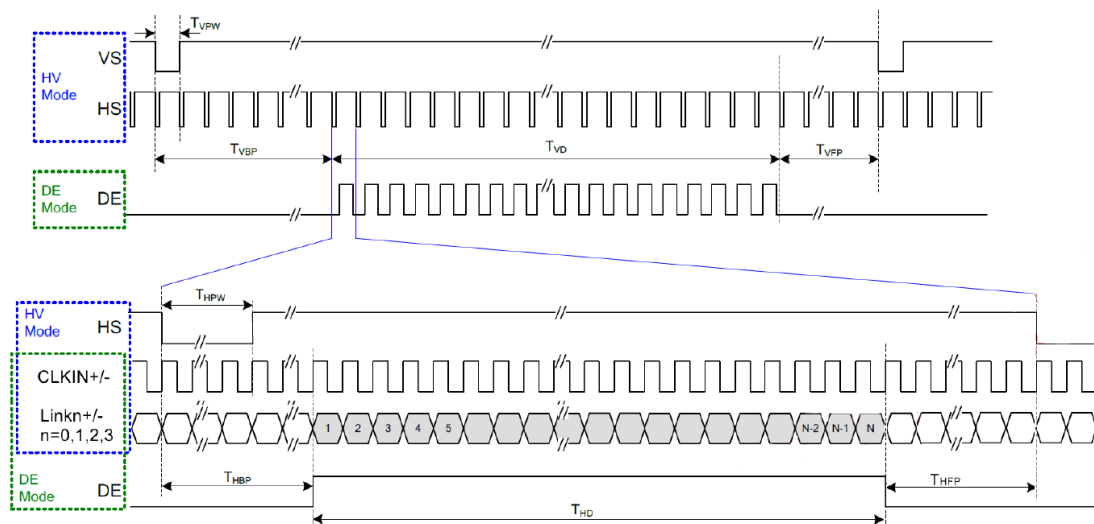 TVPW
VS
HV
Mode
HS
TVBP
TVD
TVFP
DE
Mode
DE
THPW
HV
Mode
HS
CLKIN+/-
Linkn+/-
n=0,1,2,3
1 2 3 4 5 N-2 N-1 N
DE
Mode
DE
THBP
THFP
THD